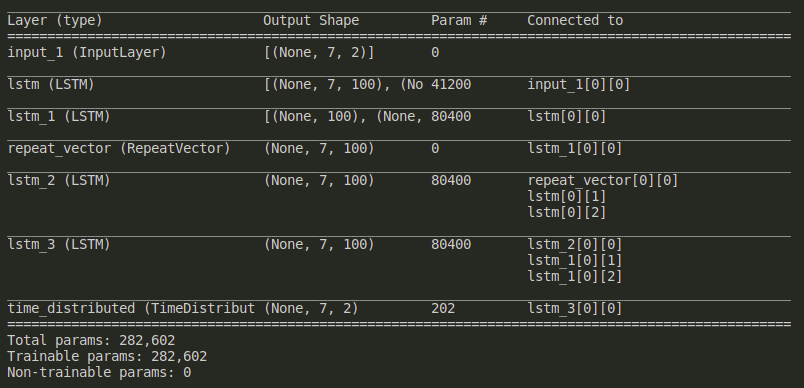 Layer (type) Output Shape Param # Connected to
input_1 (InputLayer) [(None, 7, 2)] 0
lstm (LSTM) [(None, 7, 100), (No 41200 input_1[0][0]
lstm_1 (LSTM) [(None, 100), (None, 80400 lstm[0][0]
repeat_vector (RepeatVector) (None, 7, 100) 0 lstm_1[0][0]
lstm_2 (LSTM) (None, 7, 100) 80400 repeat_vector[0][0]
lstm[0][1]
lstm[0][2]
lstm_3 (LSTM) (None, 7, 100) 80400 lstm_2[0][0]
lstm_1[0][1]
lstm_1[0][2]
time_distributed (TimeDistribut (None, 7, 2) 202 lstm_3[0][0]
Total params: 282,602
Trainable params: 282,602
Non-trainable params: 0